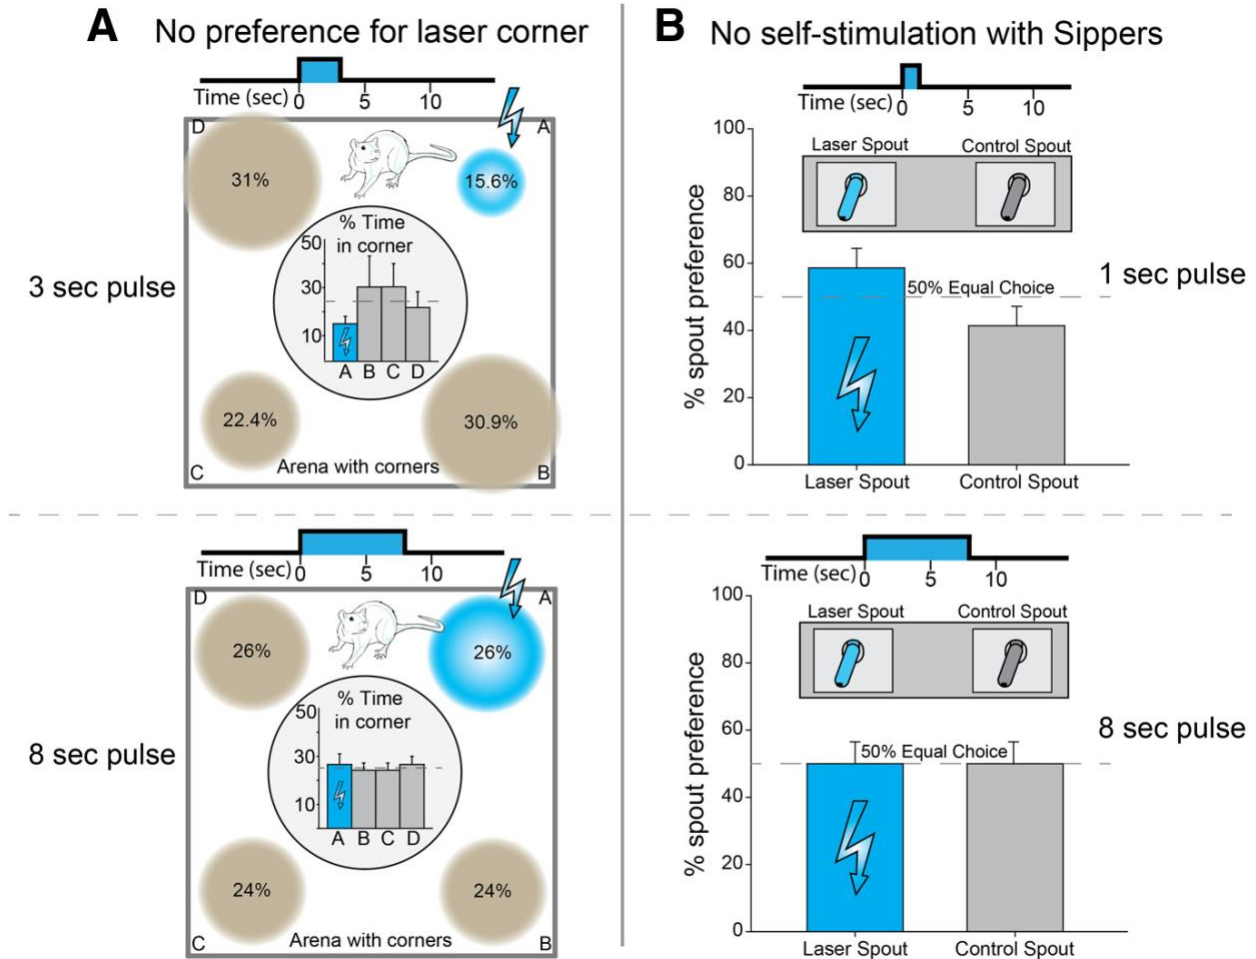 A No preference for laser corner
Time (sec) 0 5 10
3 sec pulse
D
A
31%
15.6%
% Time
in corner
50
30
10
A B C D
22.4%
30.9%
Arena with corners
C
B
Time (sec) 0 5 10
8 sec pulse
D
A
26%
26%
% Time
in corner
50
30
10
A B C D
24%
24%
Arena with corners
C
B
B No self-stimulation with Sippers
Time (sec) 0 5 10
% spout preference
100
80
60
40
20
0
Laser Spout Control Spout
50% Equal Choice
1 sec pulse
Laser Spout Control Spout
Time (sec) 0 5 10
% spout preference
100
80
60
40
20
0
Laser Spout Control Spout
50% Equal Choice
8 sec pulse
Laser Spout Control Spout